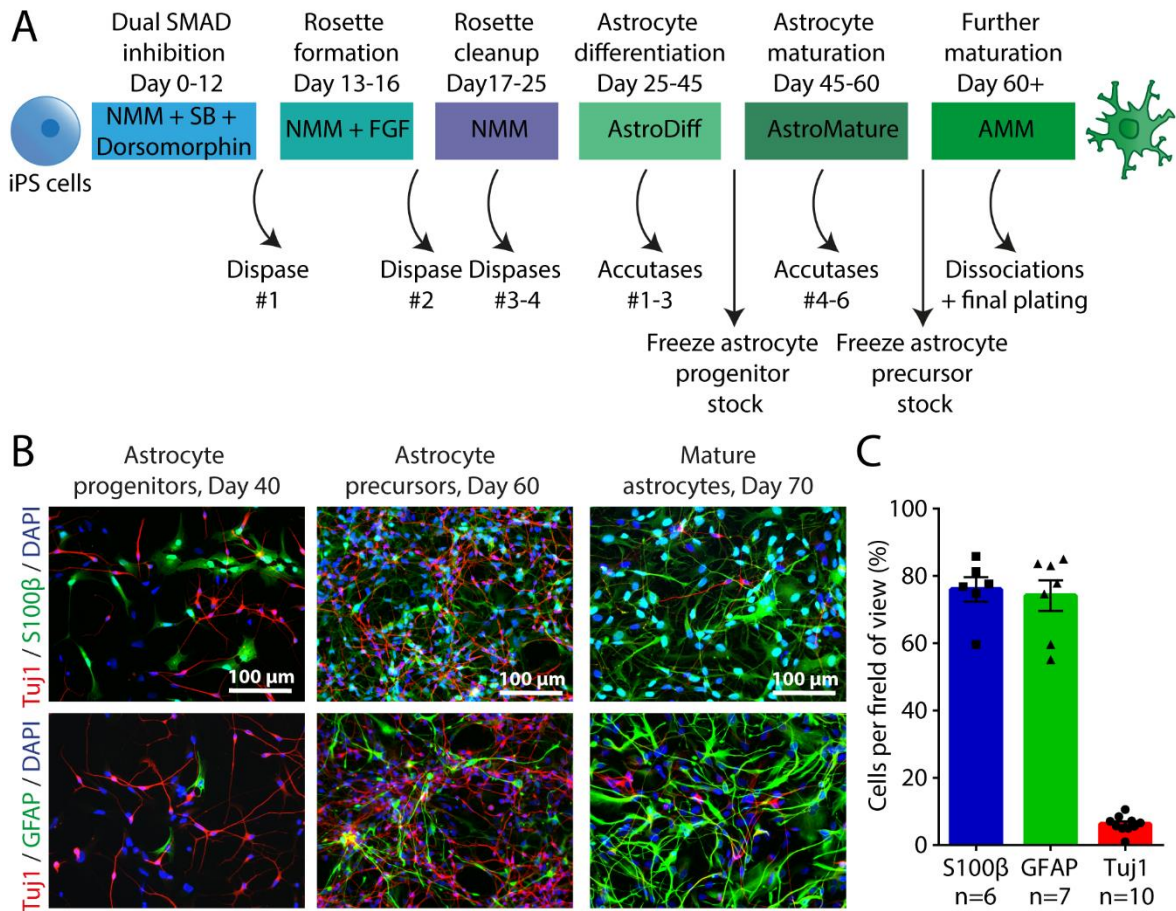 A
Dual SMAD
inhibition
Day 0-12
Rosette
formation
Day 13-16
Rosette
cleanup
Day17-25
Astrocyte
differentiation
Day 25-45
Astrocyte
maturation
Day 45-60
Further
maturation
Day 60+
iPS cells
NMM + SB +
Dorsomorphin
NMM + FGF
NMM
AstroDiff
AstroMature
AMM
Dispase
#1
Dispase
#2
Dispases
#3-4
Accutases
#1-3
Accutases
#4-6
Dissociations
+ final plating
Freeze astrocyte
progenitor
stock
Freeze astrocyte
precursor
stock
B
Astrocyte
progenitors, Day 40
Astrocyte
precursors, Day 60
Mature
astrocytes, Day 70
Tuj1 / S100β / DAPI
100 µm
100 µm
100 µm
Tuj1 / GFAP / DAPI
C
Cells per fireld of view (%)
100
80
60
40
20
0
S100β
n=6
GFAP
n=7
Tuj1
n=10